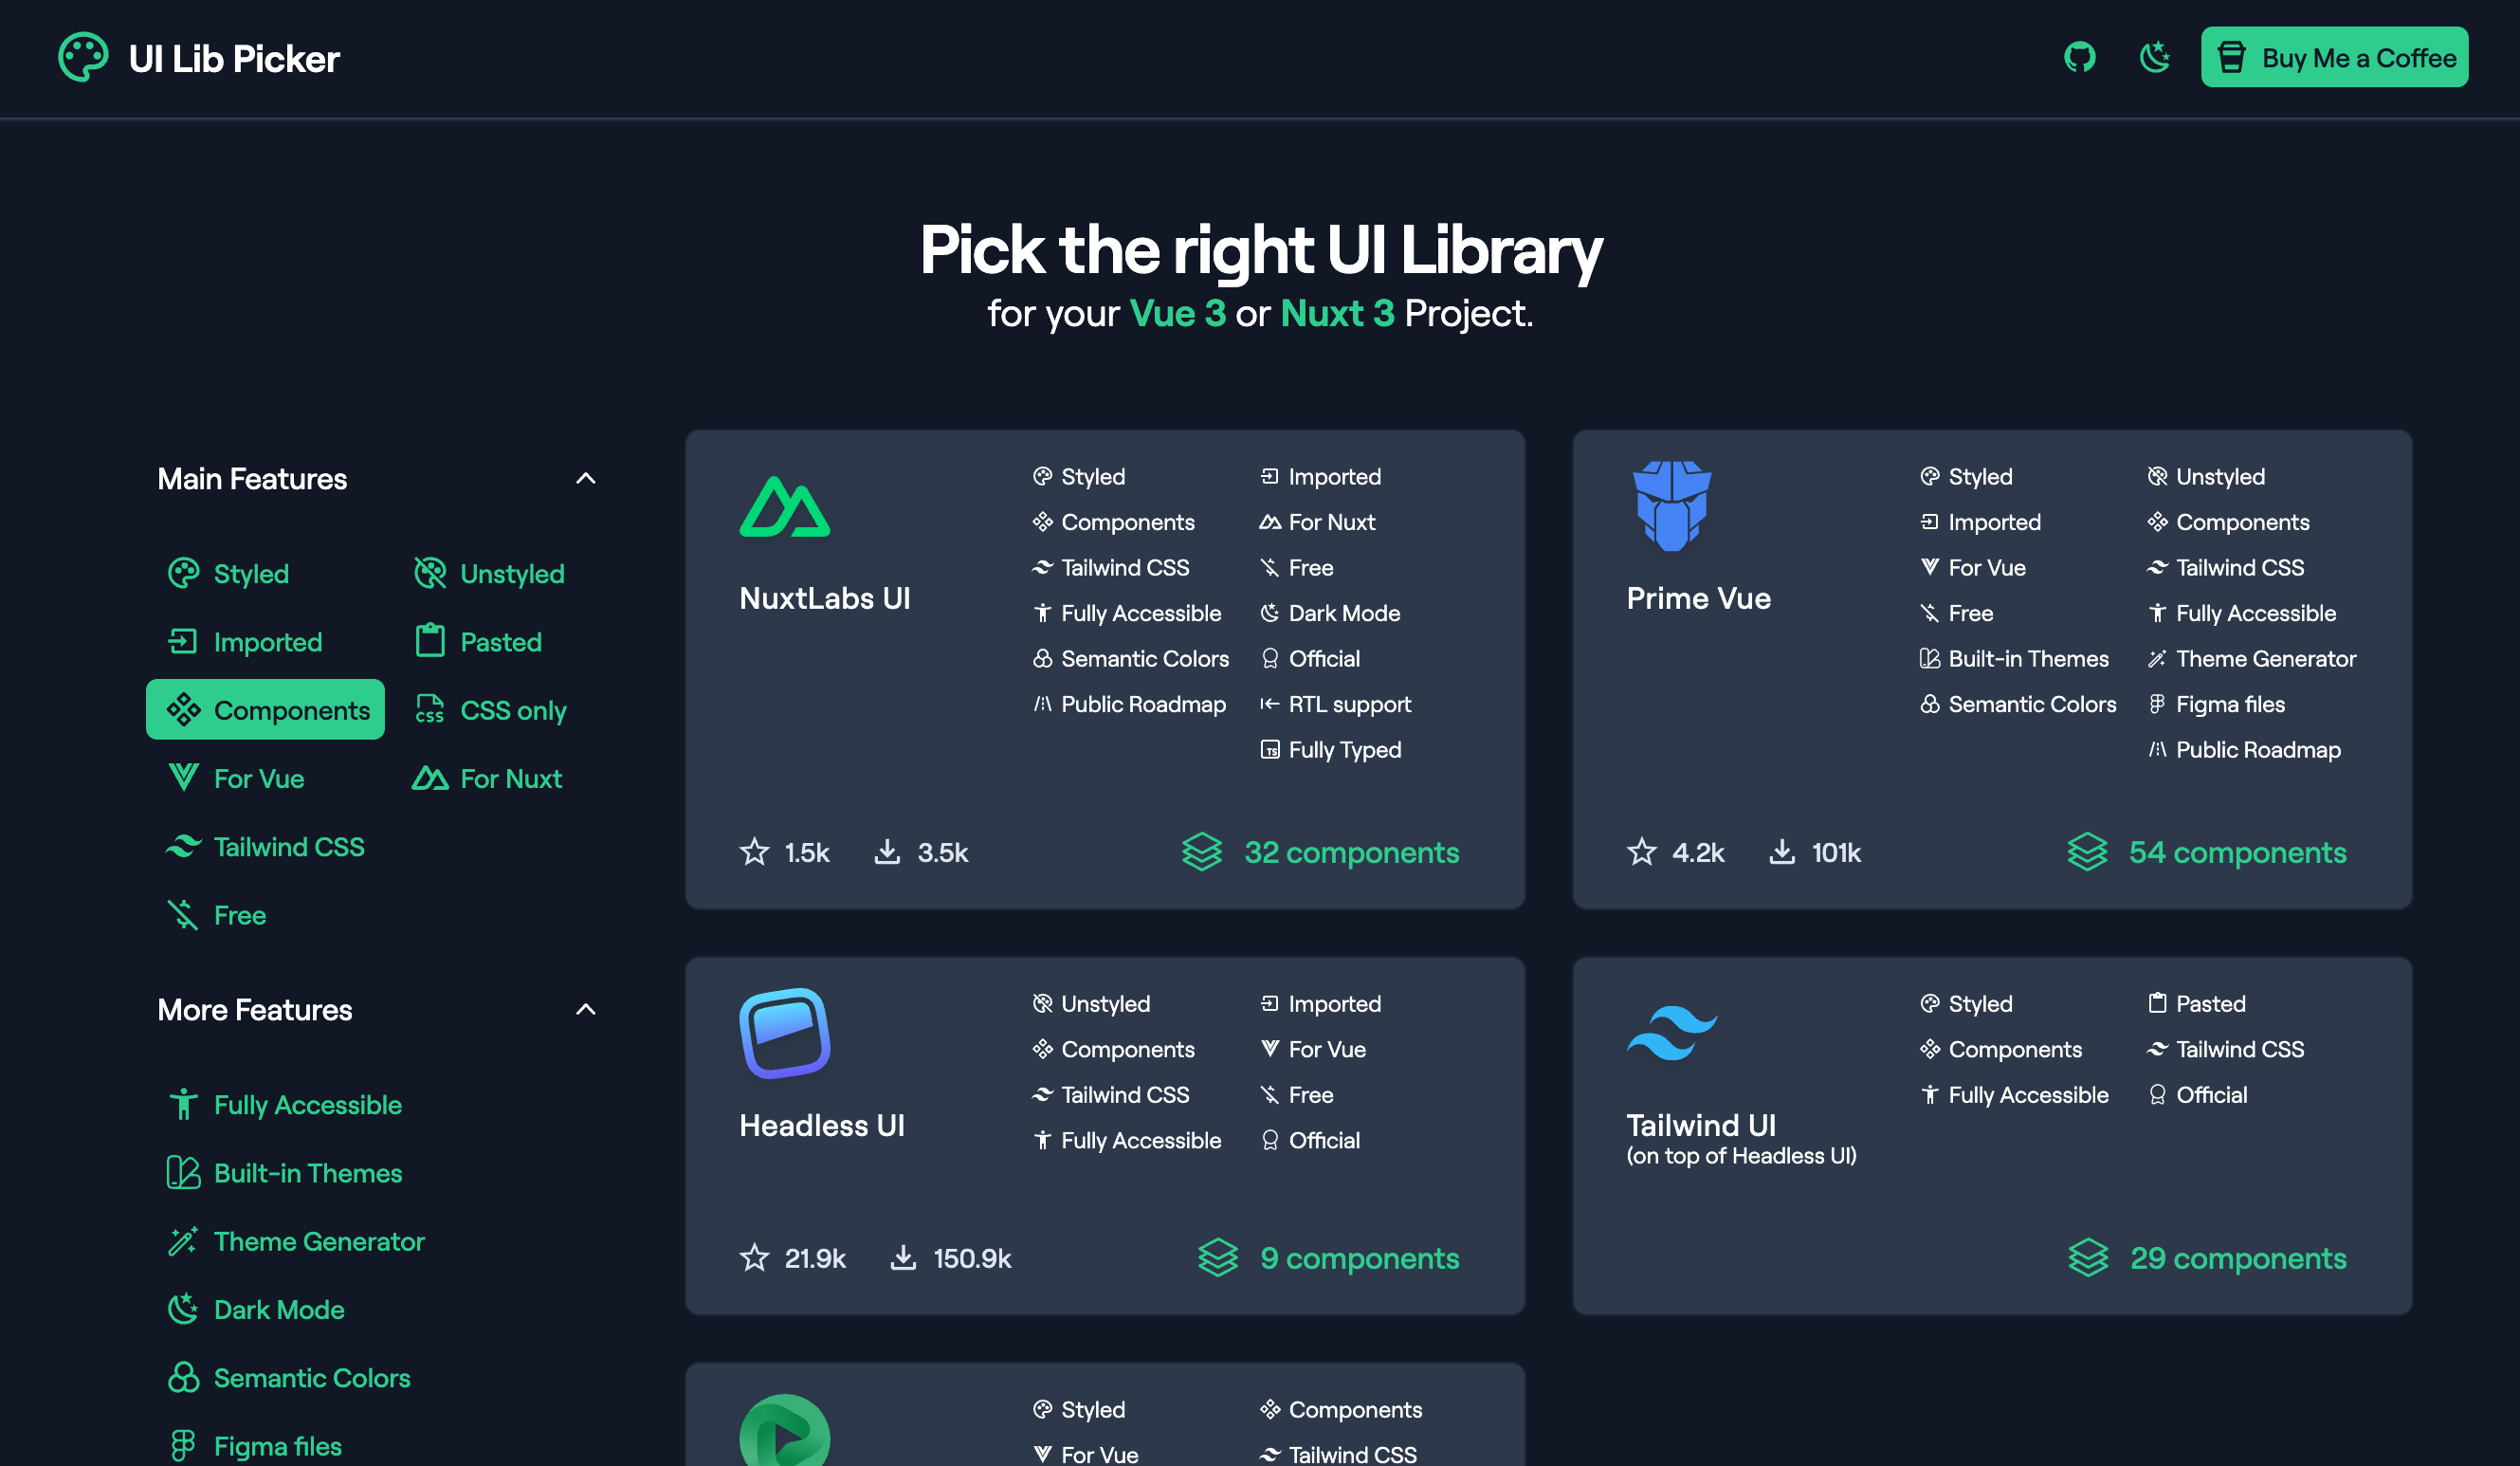 UI Lib Picker
Buy Me a Coffee
Pick the right UI Library
for your Vue 3 or Nuxt 3 Project.
Main Features
Styled
Unstyled
Imported
Pasted
Components
CSS only
For Vue
For Nuxt
Tailwind CSS
Free
More Features
Fully Accessible
Built-in Themes
Theme Generator
Dark Mode
Semantic Colors
Figma files
NuxtLabs UI
Styled
Imported
Components
For Nuxt
Tailwind CSS
Free
Fully Accessible
Dark Mode
Semantic Colors
Official
Public Roadmap
RTL support
Fully Typed
1.5k
3.5k
32 components
Prime Vue
Styled
Unstyled
Imported
Components
For Vue
Tailwind CSS
Free
Fully Accessible
Built-in Themes
Theme Generator
Semantic Colors
Figma files
Public Roadmap
4.2k
101k
54 components
Headless UI
Unstyled
Imported
Components
For Vue
Tailwind CSS
Free
Fully Accessible
Official
21.9k
150.9k
9 components
Tailwind UI
(on top of Headless UI)
Styled
Pasted
Components
Tailwind CSS
Fully Accessible
Official
29 components
Styled
Components
For Vue
Tailwind CSS